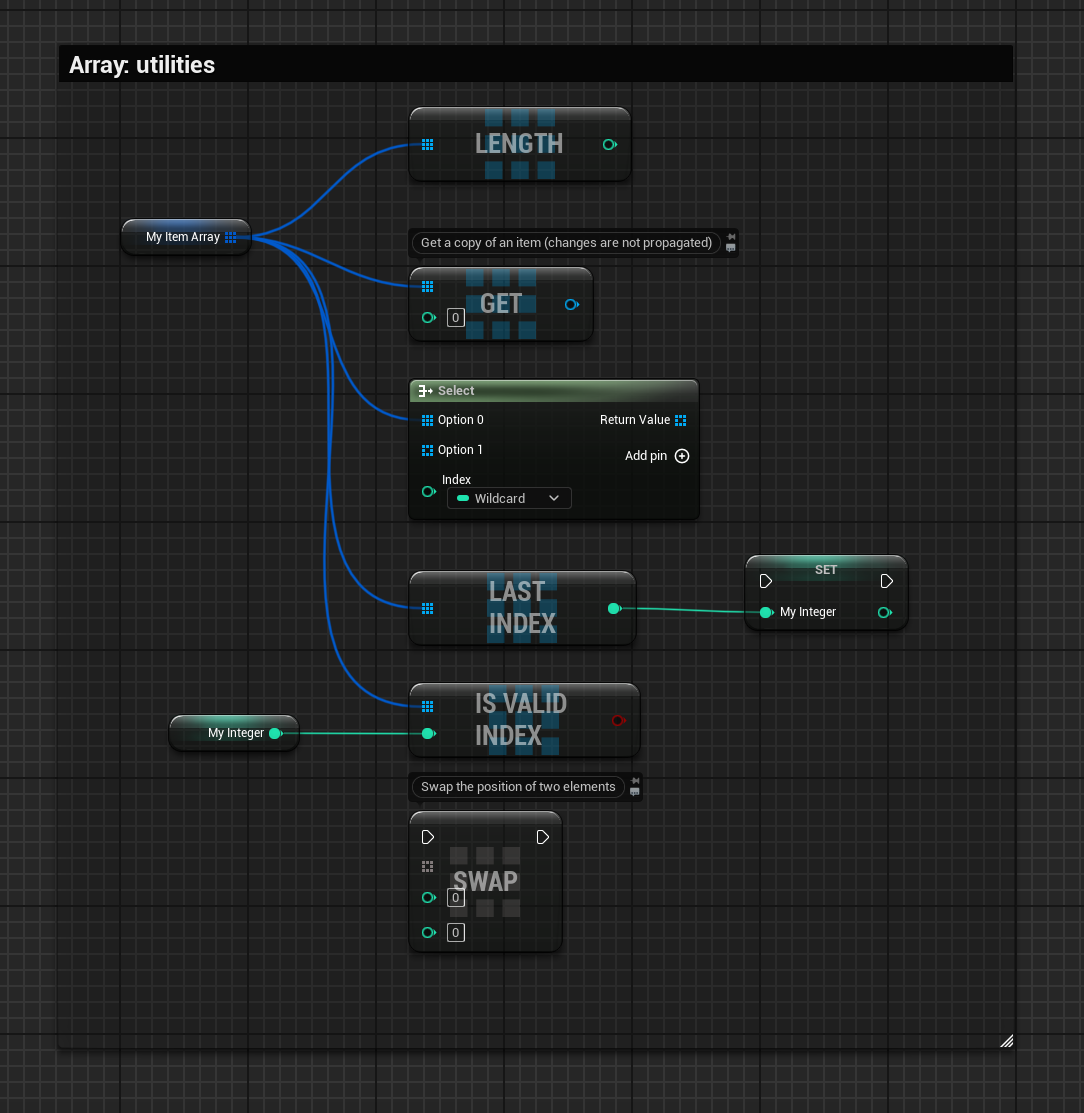 Array: utilities
LENGTH
My Item Array
Get a copy of an item (changes are not propagated)
GET
0
Select
Option 0
Return Value
Option 1
Add pin
Index
Wildcard
LAST
INDEX
SET
My Integer
IS VALID
INDEX
My Integer
Swap the position of two elements
SWAP
0
0